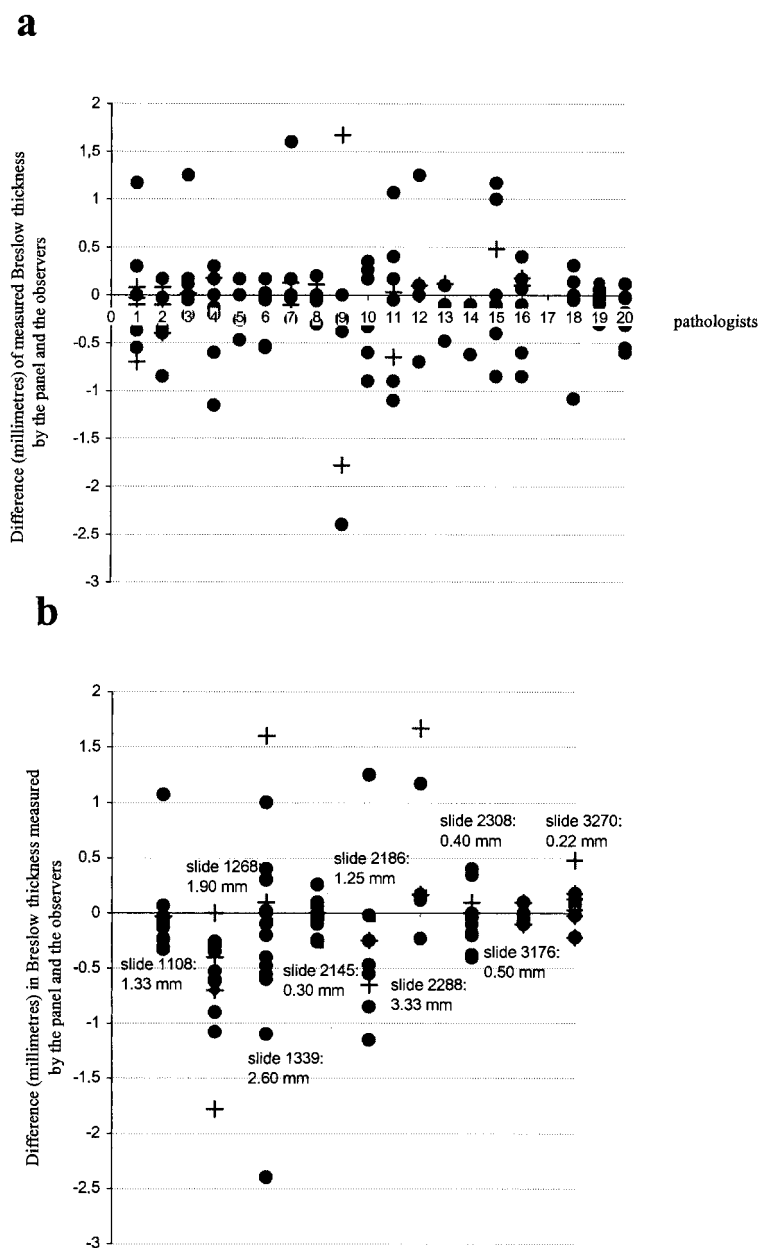 a
2
1,5
1
0.5
0
-0.5
-1
-1.5
-2
-2.5
-3
0 1 2 3 4 5 6 7 8 9 10 11 12 13 14 15 16 17 18 19 20
pathologists
Difference (millimetres) of measured Breslow thickness
by the panel and the observers
b
2
1.5
1
0.5
0
-0.5
-1
-1.5
-2
-2.5
-3
Difference (millimetres) in Breslow thickness measured
by the panel and the observers
slide 2308:
0.40 mm
slide 3270:
0.22 mm
slide 1268:
1.90 mm
slide 2186:
1.25 mm
slide 1108:
1.33 mm
slide 2145:
0.30 mm
slide 2288:
3.33 mm
slide 3176:
0.50 mm
slide 1339:
2.60 mm